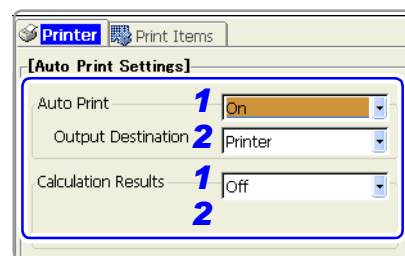 Printer Print Items
[Auto Print Settings]
Auto Print 1 On
Output Destination 2 Printer
Calculation Results 1 Off
2